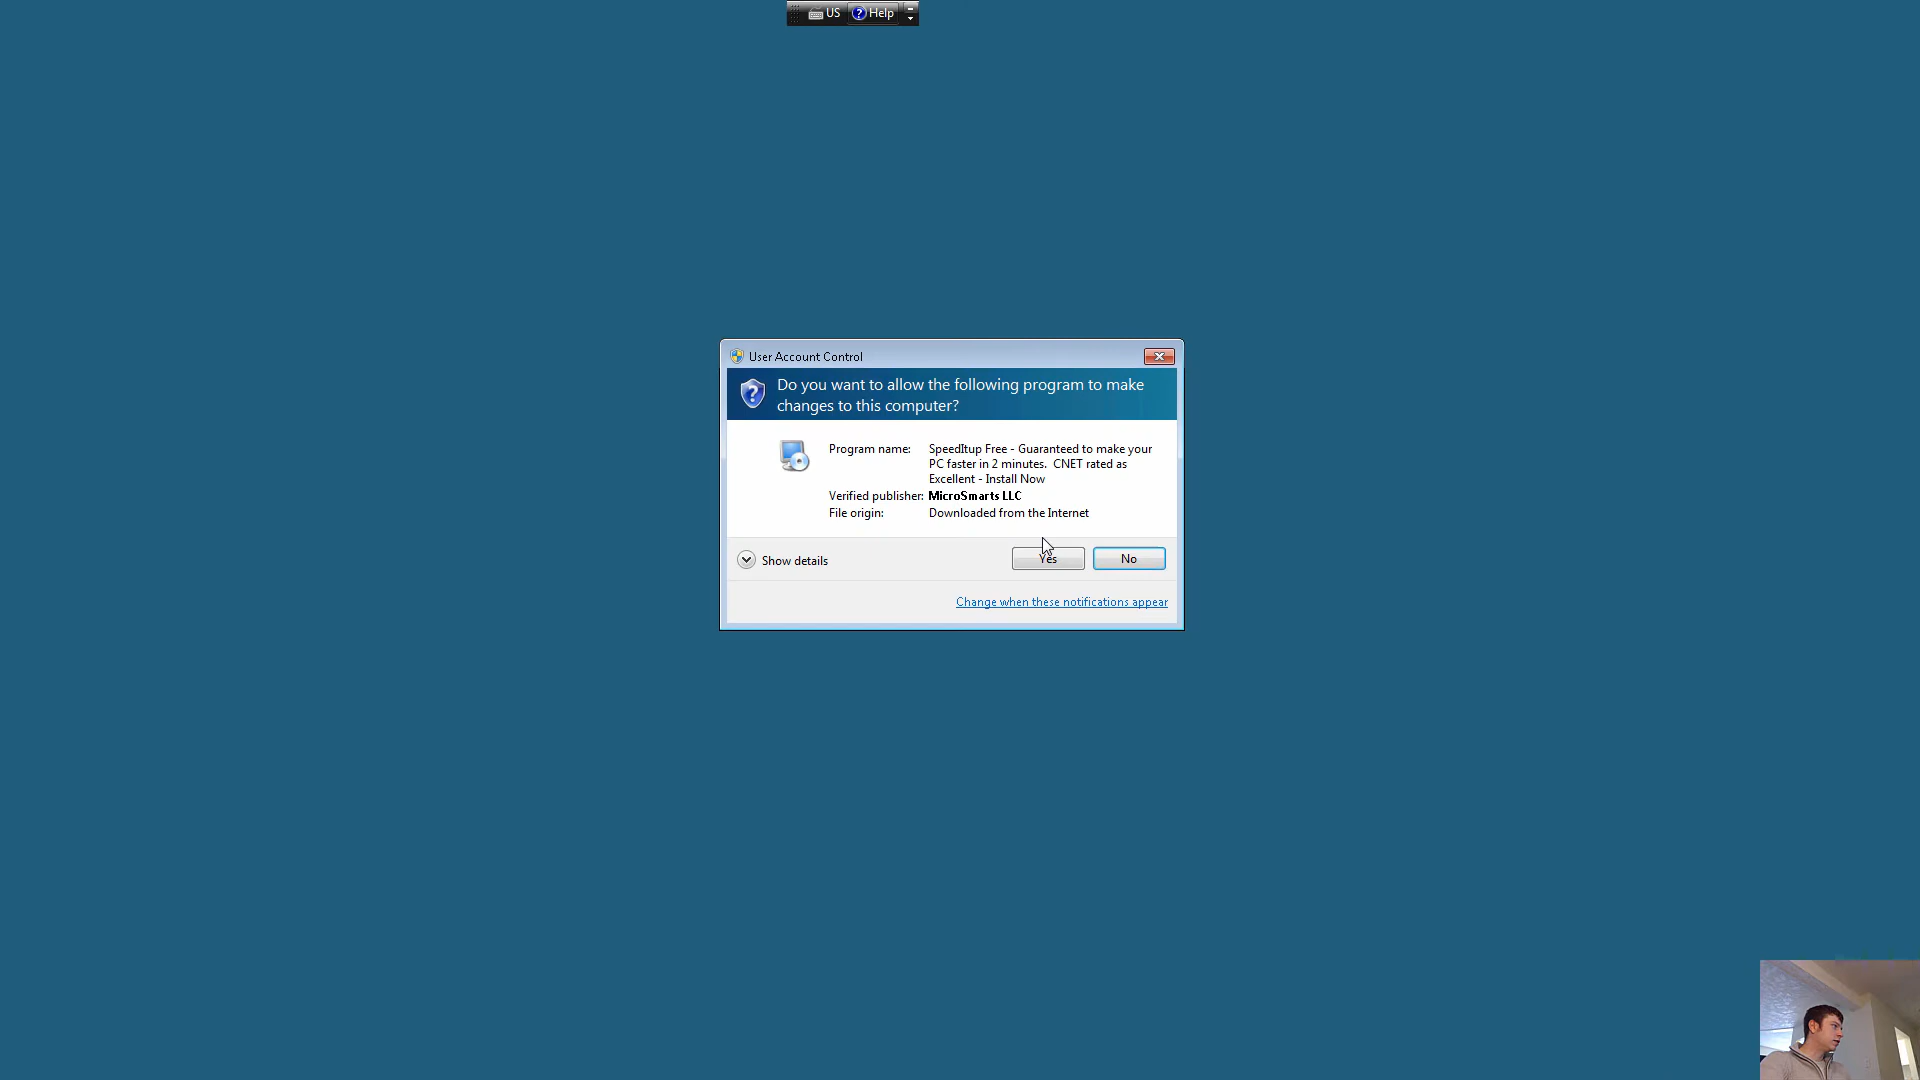 US Help
User Account Control
Do you want to allow the following program to make
changes to this computer?
Program name: SpeedItup Free - Guaranteed to make your
PC faster in 2 minutes. CNET rated as
Excellent - Install Now
Verified publisher: MicroSmarts LLC
File origin: Downloaded from the Internet
Show details Yes No
Change when these notifications appear